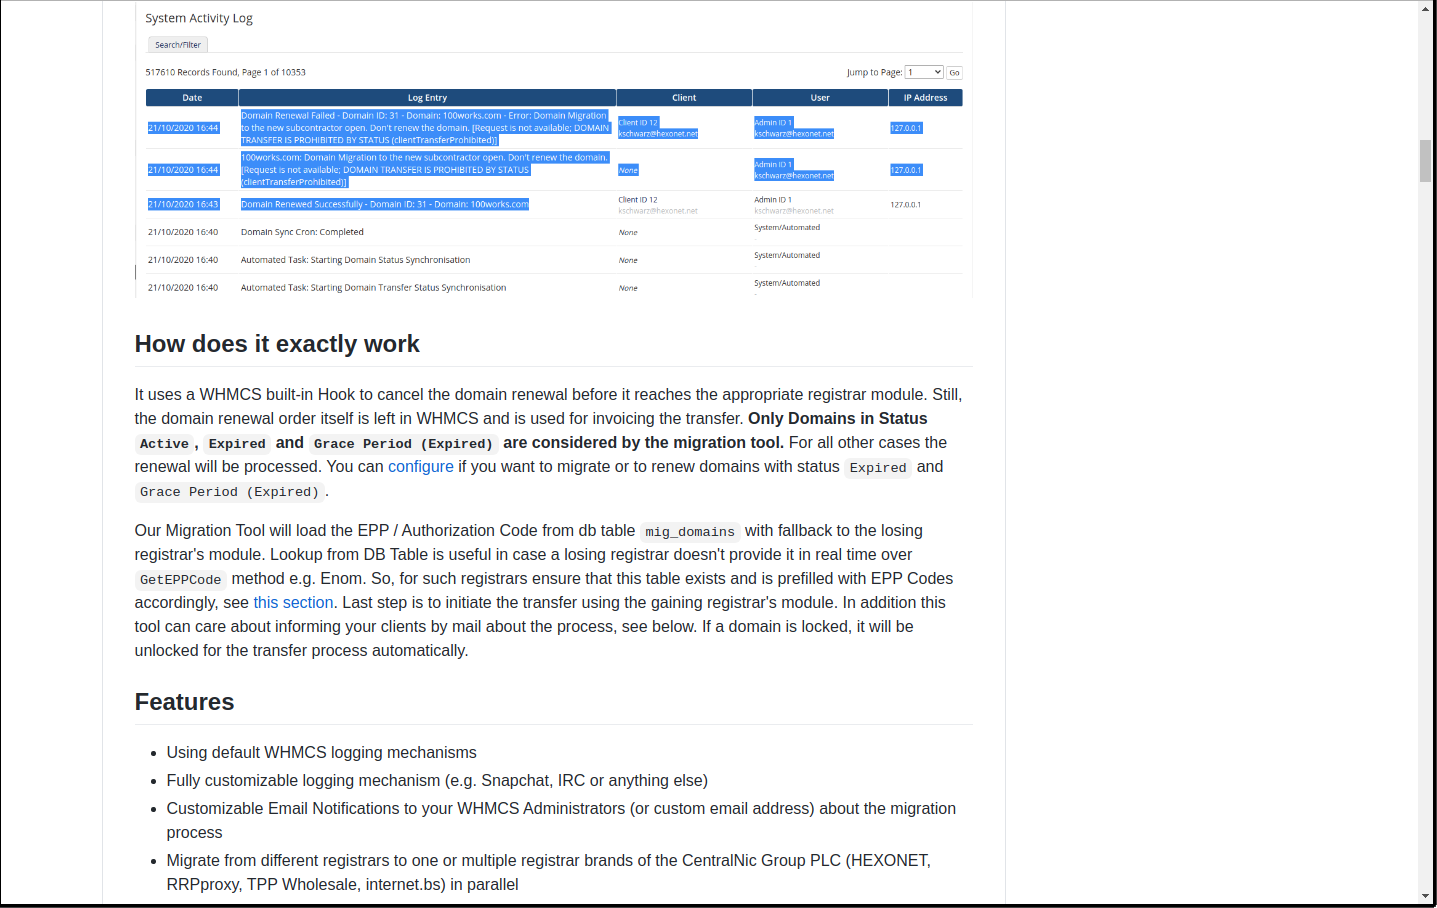 System Activity Log
Search/Filter
517610 Records Found, Page 1 of 10353
Jump to Page: 1 Go
Date Log Entry Client User IP Address
21/10/2020 16:44 Domain Renewal Failed - Domain ID: 31 - Domain: 100works.com - Error: Domain Migration to the new subcontractor open. Don't renew the domain. [Request is not available; DOMAIN TRANSFER IS PROHIBITED BY STATUS (clientTransferProhibited)] Client ID 12 kschwarz@hexonet.net Admin ID 1 kschwarz@hexonet.net 127.0.0.1
21/10/2020 16:44 100works.com: Domain Migration to the new subcontractor open. Don't renew the domain. [Request is not available; DOMAIN TRANSFER IS PROHIBITED BY STATUS (clientTransferProhibited)] None Admin ID 1 kschwarz@hexonet.net 127.0.0.1
21/10/2020 16:43 Domain Renewed Successfully - Domain ID: 31 - Domain: 100works.com Client ID 12 kschwarz@hexonet.net Admin ID 1 kschwarz@hexonet.net 127.0.0.1
21/10/2020 16:40 Domain Sync Cron: Completed None System/Automated
21/10/2020 16:40 Automated Task: Starting Domain Status Synchronisation None System/Automated
21/10/2020 16:40 Automated Task: Starting Domain Transfer Status Synchronisation None System/Automated
How does it exactly work
It uses a WHMCS built-in Hook to cancel the domain renewal before it reaches the appropriate registrar module. Still,
the domain renewal order itself is left in WHMCS and is used for invoicing the transfer. Only Domains in Status
Active, Expired and Grace Period (Expired) are considered by the migration tool. For all other cases the
renewal will be processed. You can configure if you want to migrate or to renew domains with status Expired and
Grace Period (Expired).
Our Migration Tool will load the EPP / Authorization Code from db table mig_domains with fallback to the losing
registrar's module. Lookup from DB Table is useful in case a losing registrar doesn't provide it in real time over
GetEPPCode method e.g. Enom. So, for such registrars ensure that this table exists and is prefilled with EPP Codes
accordingly, see this section. Last step is to initiate the transfer using the gaining registrar's module. In addition this
tool can care about informing your clients by mail about the process, see below. If a domain is locked, it will be
unlocked for the transfer process automatically.
Features
• Using default WHMCS logging mechanisms
• Fully customizable logging mechanism (e.g. Snapchat, IRC or anything else)
• Customizable Email Notifications to your WHMCS Administrators (or custom email address) about the migration
process
• Migrate from different registrars to one or multiple registrar brands of the CentralNic Group PLC (HEXONET,
RRPproxy, TPP Wholesale, internet.bs) in parallel